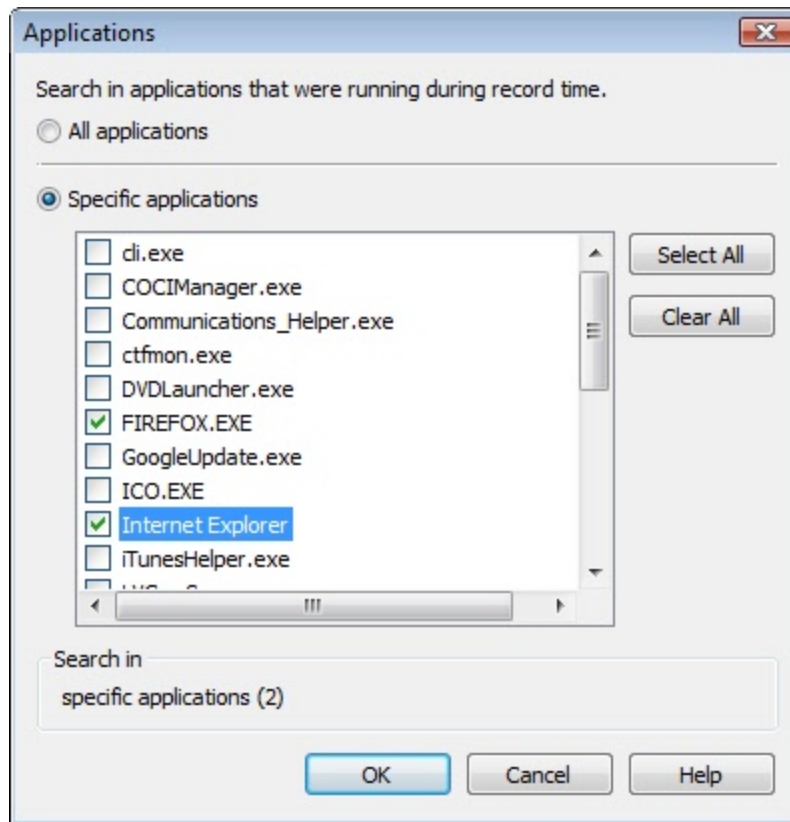 Applications
Search in applications that were running during record time.
All applications
Specific applications
cli.exe
COCIManager.exe
Communications_Helper.exe
ctfmon.exe
DVDLauncher.exe
FIREFOX.EXE
GoogleUpdate.exe
ICO.EXE
Internet Explorer
iTunesHelper.exe
Select All
Clear All
Search in
specific applications (2)
OK
Cancel
Help